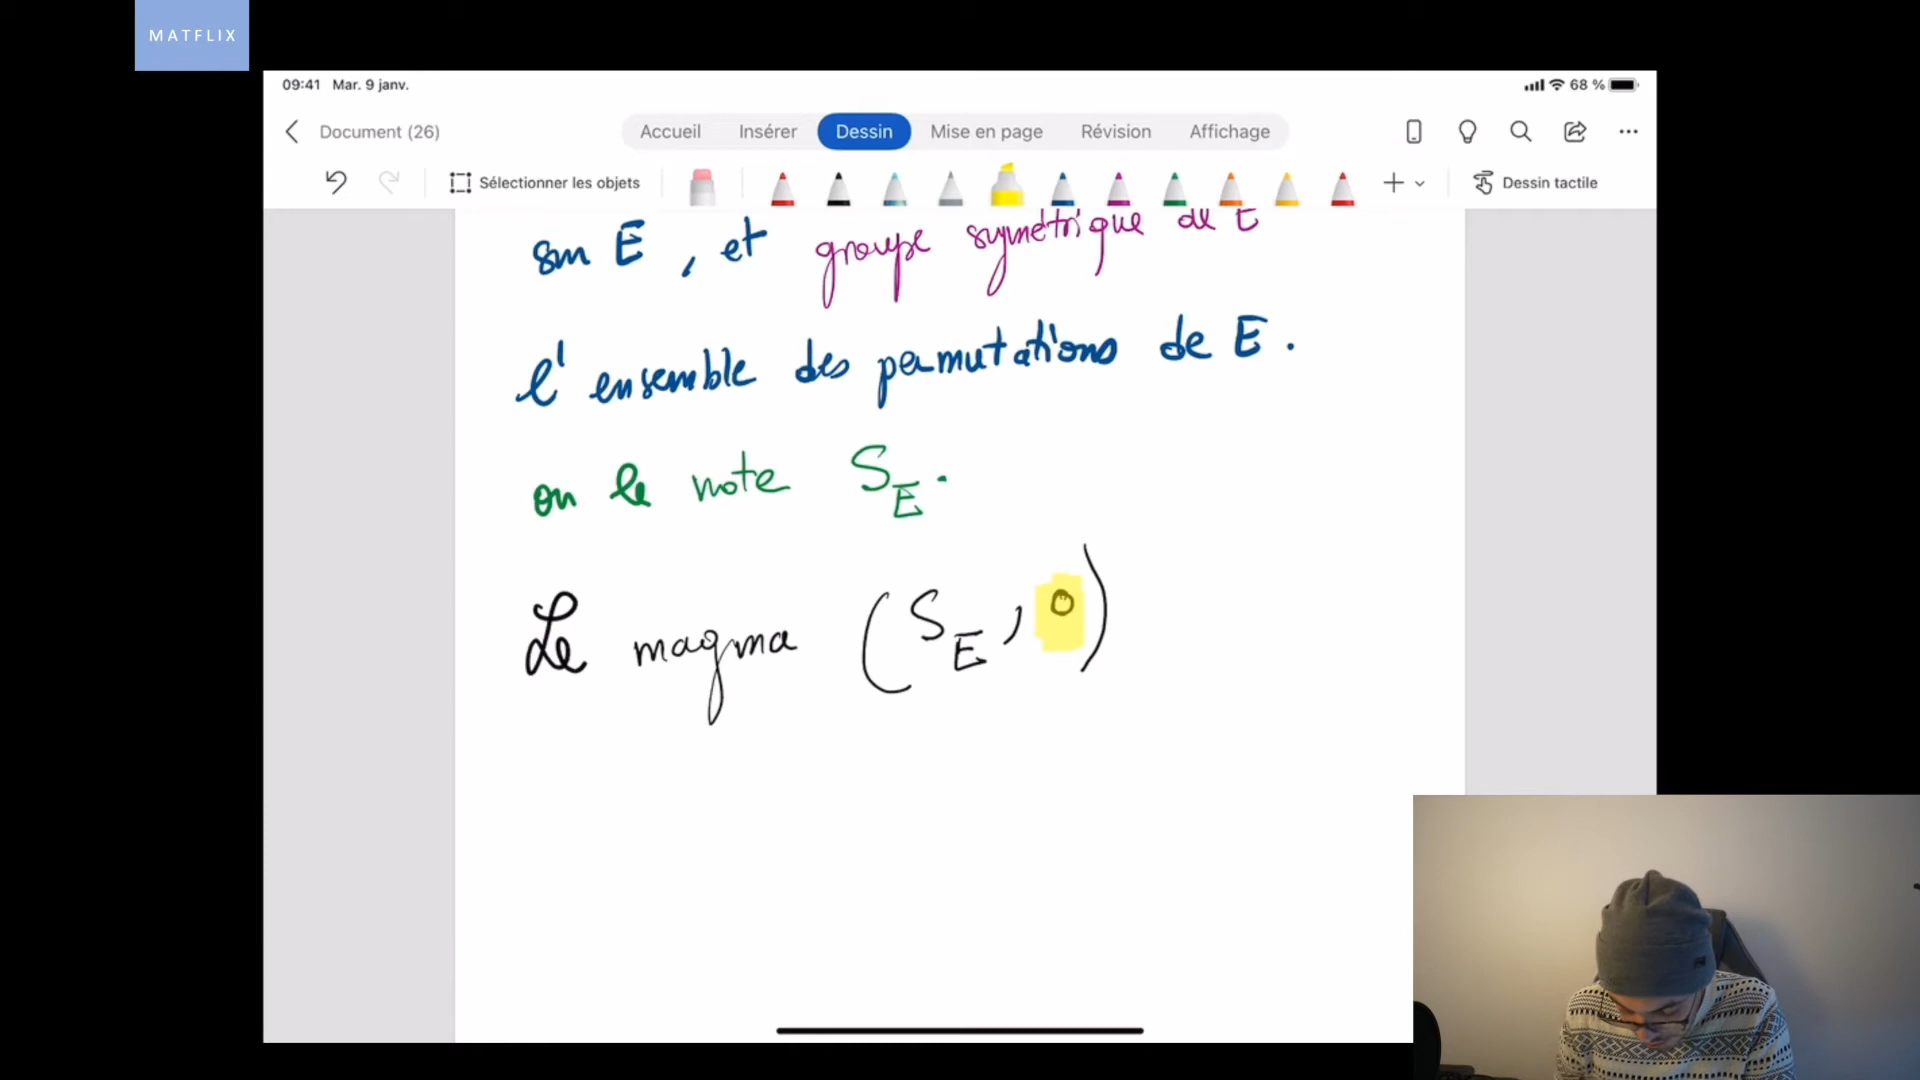 MATFLIX
09:41 Mar. 9 janv. 68 %
Document (26) Accueil Insérer Dessin Mise en page Révision Affichage
Sélectionner les objets Dessin tactile
sur E, et groupe symétrique de E
l'ensemble des permutations de E.
on le note S_E.
Le magma (S_E, o)